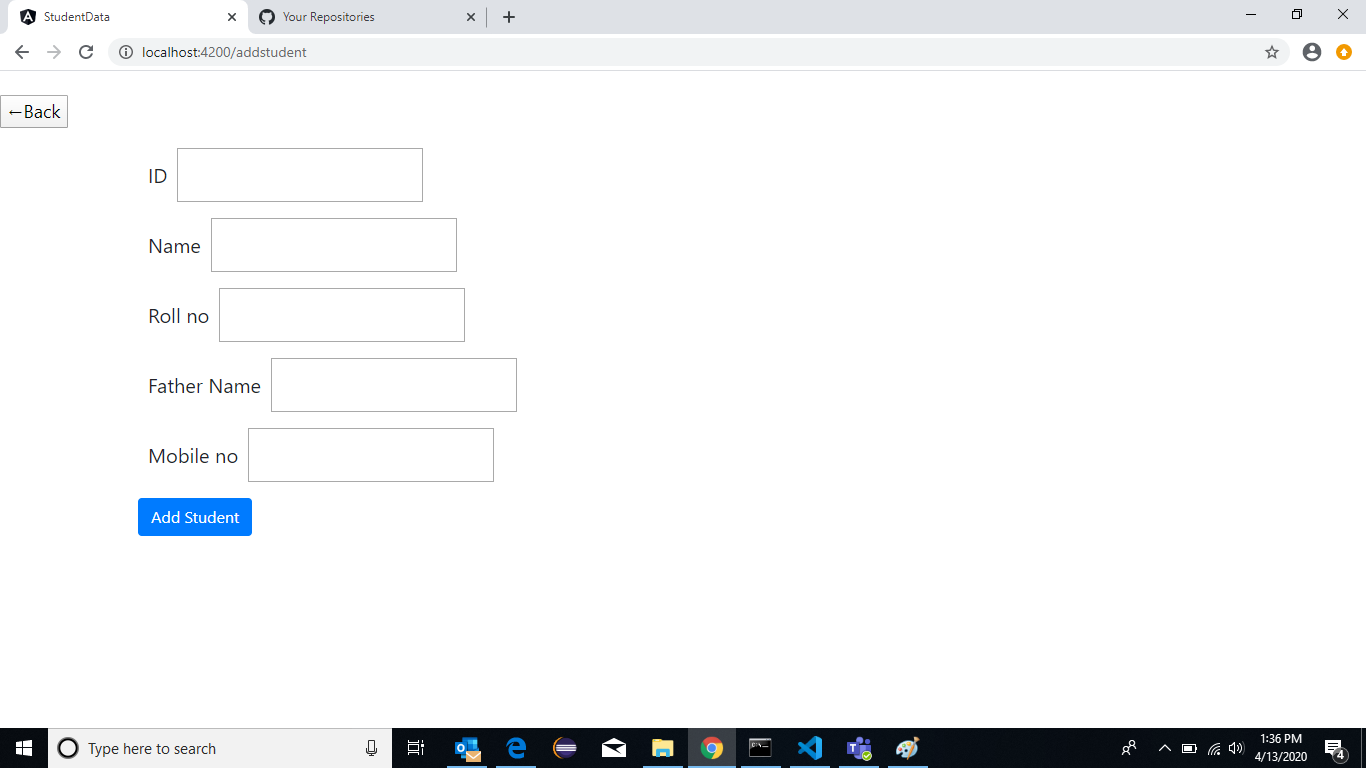 StudentData
Your Repositories
localhost:4200/addstudent
←Back
ID
Name
Roll no
Father Name
Mobile no
Add Student
Type here to search
1:36 PM
4/13/2020
4